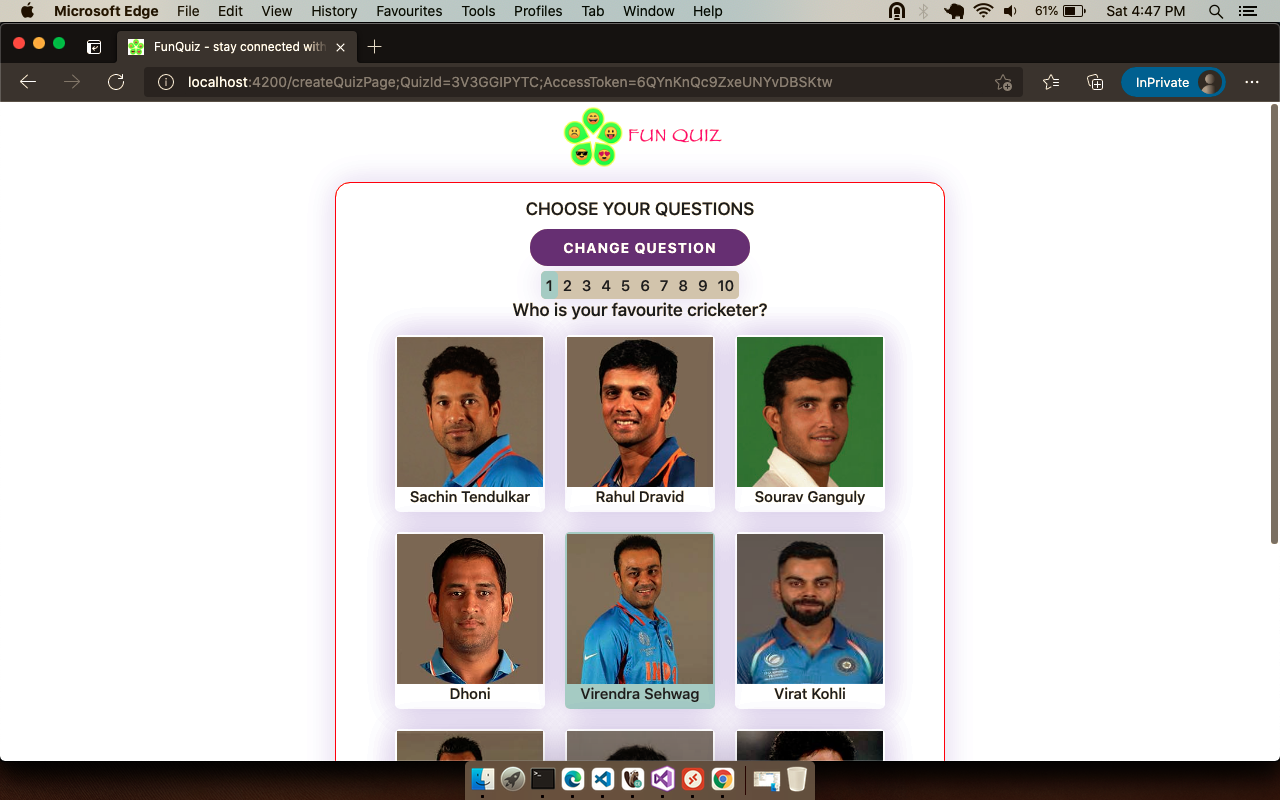 Microsoft Edge File Edit View History Favourites Tools Profiles Tab Window Help 61% Sat 4:47 PM
FunQuiz - stay connected with
localhost:4200/createQuizPage;QuizId=3V3GGIPYTC;AccessToken=6QYnKnQc9ZxeUNYvDBSKtw InPrivate
FUN QUIZ
CHOOSE YOUR QUESTIONS
CHANGE QUESTION
1 2 3 4 5 6 7 8 9 10
Who is your favourite cricketer?
Sachin Tendulkar Rahul Dravid Sourav Ganguly
Dhoni Virendra Sehwag Virat Kohli